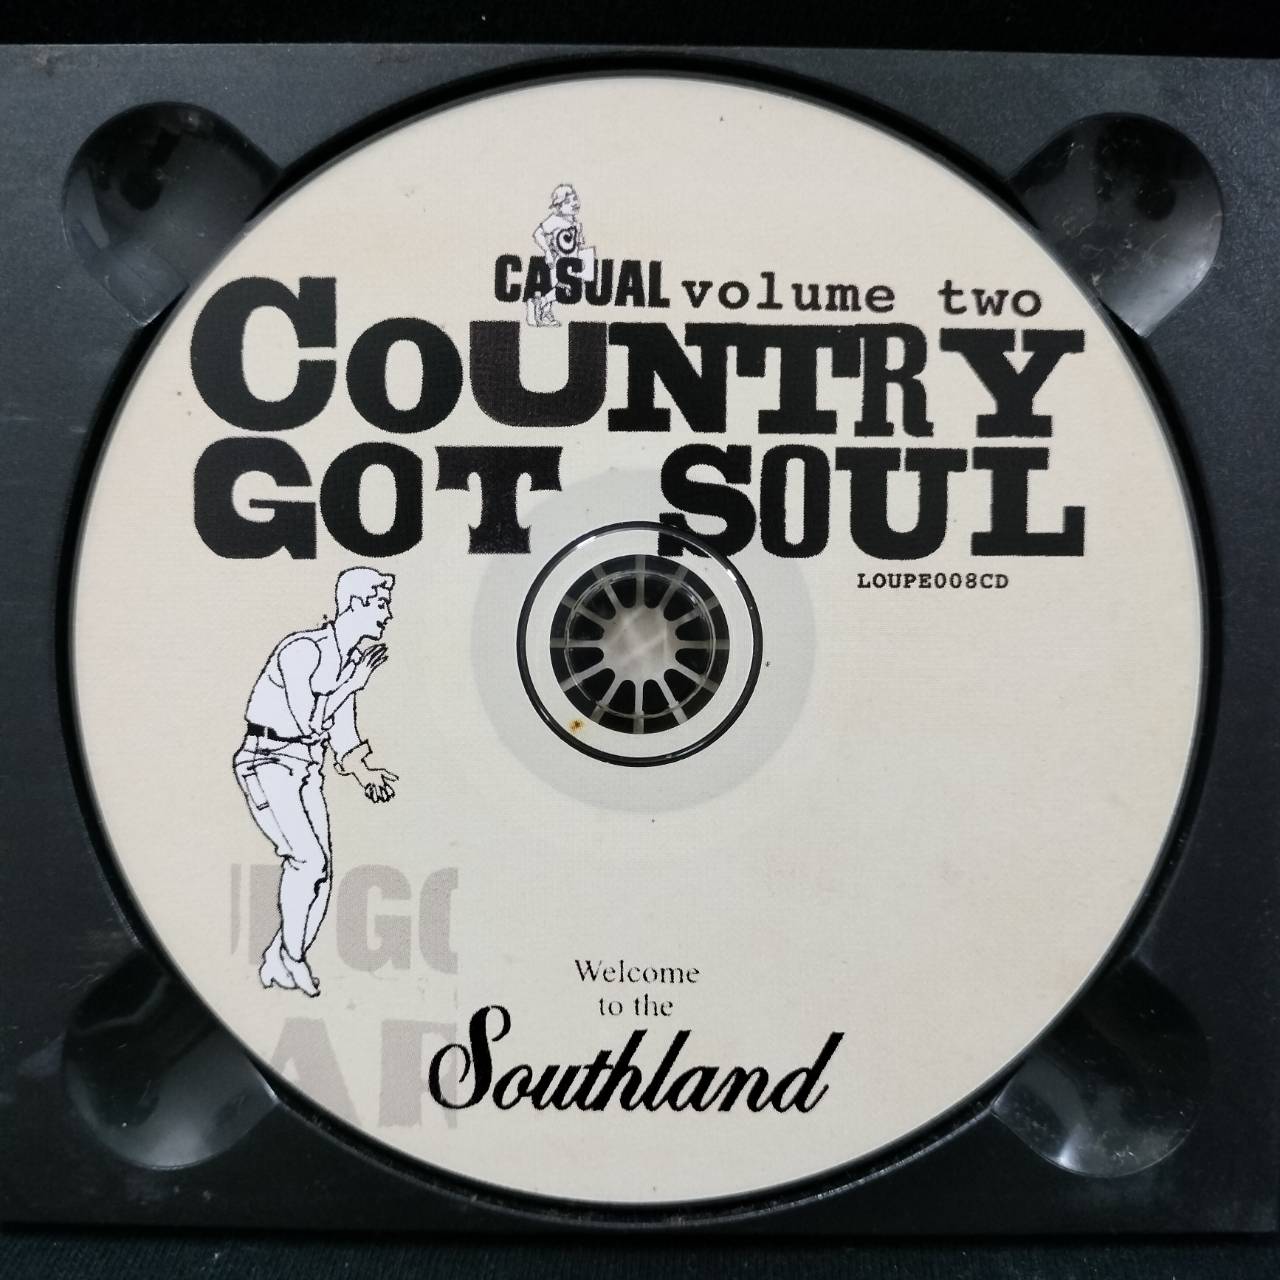 CASUAL volume two
COUNTRY
GOT SOUL
LOUPE008CD
Welcome
to the
Southland